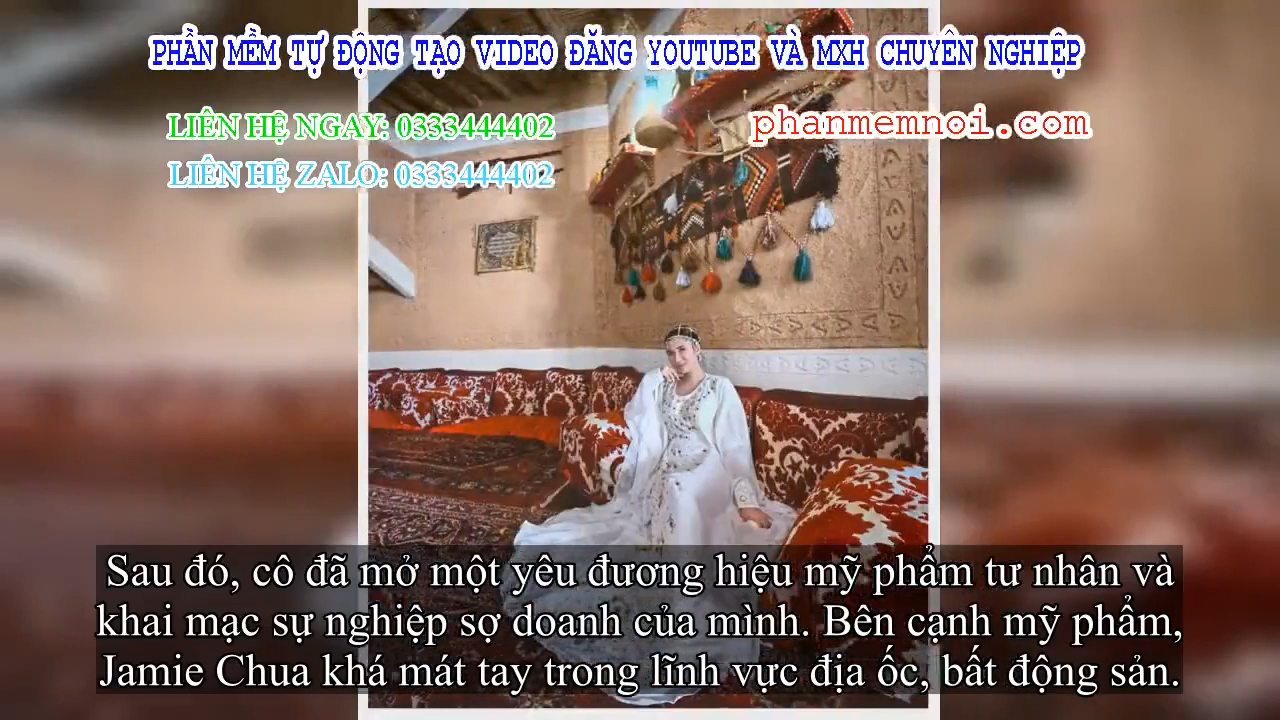 PHẦN MỀM TỰ ĐỘNG TẠO VIDEO ĐĂNG YOUTUBE VÀ MXH CHUYÊN NGHIỆP
LIÊN HỆ NGAY: 0333444402
phanmemnoi.com
LIÊN HỆ ZALO: 0333444402
Sau đó, cô đã mở một yêu đương hiệu mỹ phẩm tư nhân và
khai mạc sự nghiệp sợ doanh của mình. Bên cạnh mỹ phẩm,
Jamie Chua khá mát tay trong lĩnh vực địa ốc, bất động sản.